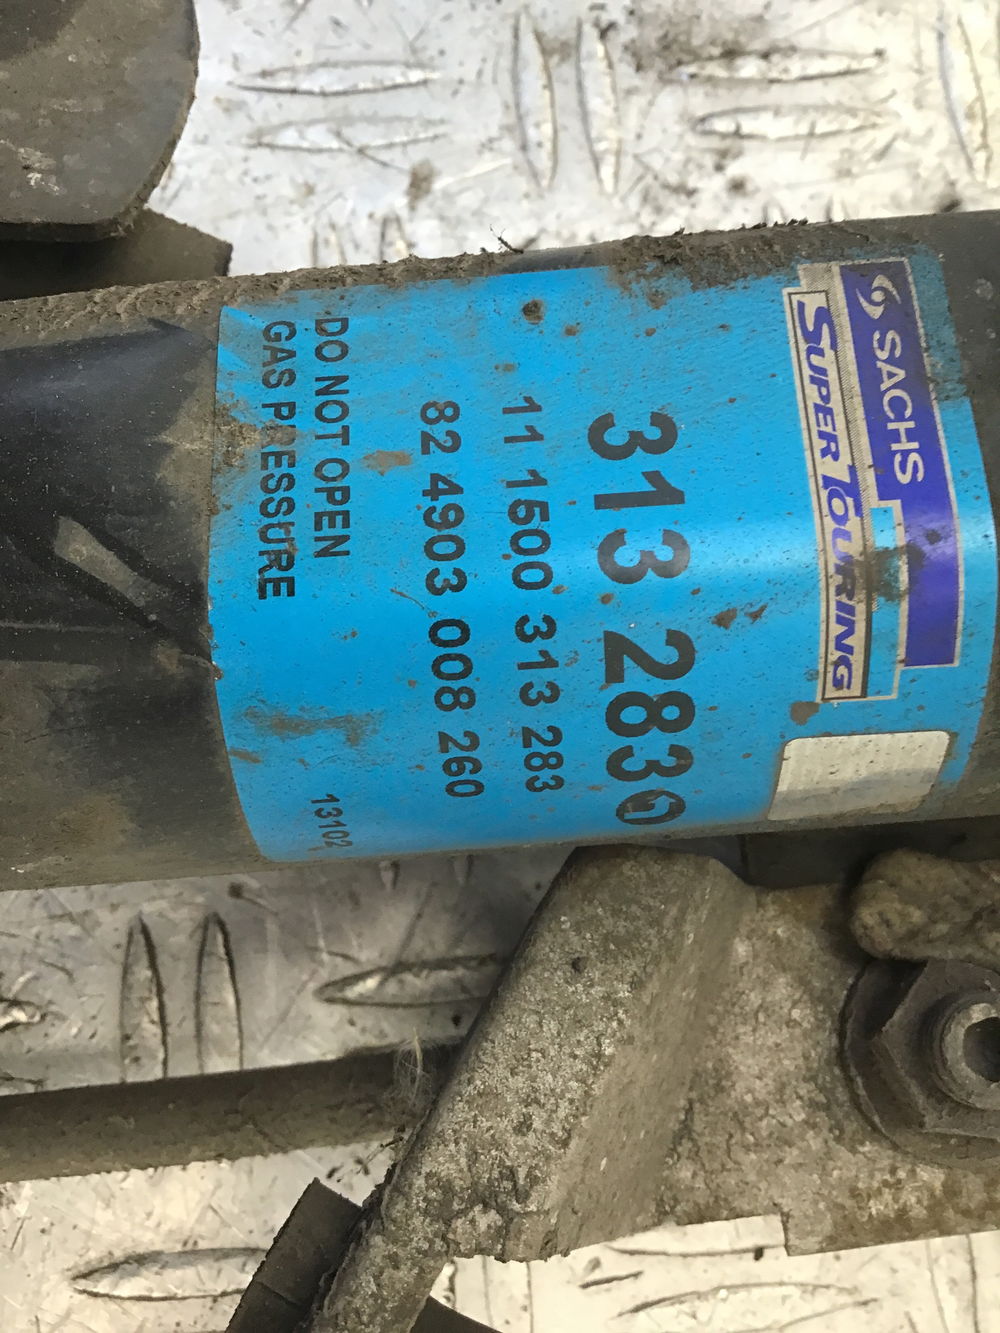 SACHS
SUPER TOURING
313 283
11 1500 313 283
82 4903 008 260
DO NOT OPEN
GAS PRESSURE
13102